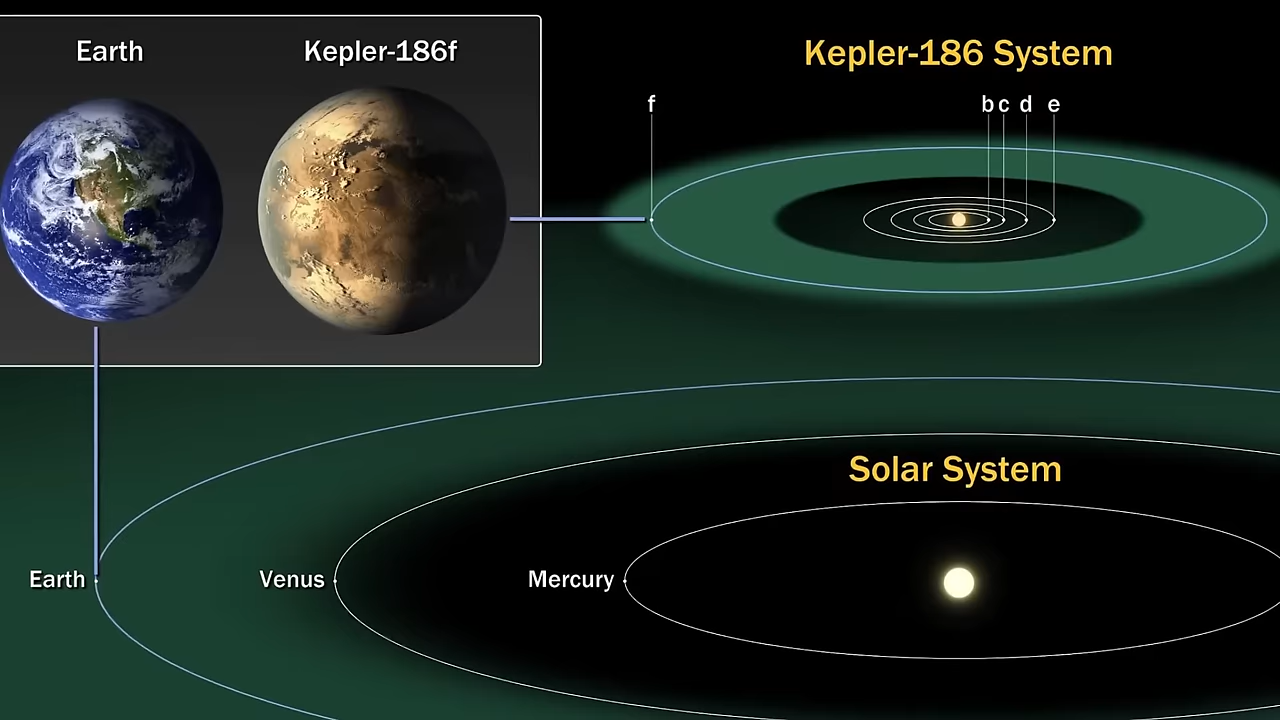 Earth
Kepler-186f
Kepler-186 System
f
b c d e
Solar System
Earth
Venus
Mercury